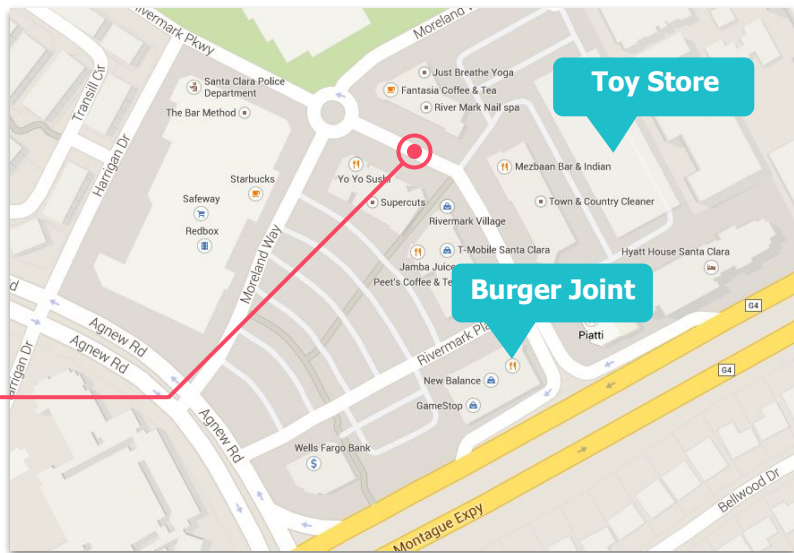 Rivermark Pkwy
Moreland W
Transill Cir
Santa Clara Police
Department
The Bar Method
Just Breathe Yoga
Fantasia Coffee & Tea
River Mark Nail spa
Toy Store
Harrigan Dr
Starbucks
Safeway
Redbox
Yo Yo Sushi
Supercuts
Mezbaan Bar & Indian
Town & Country Cleaner
Rivermark Village
T-Mobile Santa Clara
Jamba Juice
Peet's Coffee & Te
Moreland Way
Hyatt House Santa Clara
Burger Joint
G4
Piatti
Rivermark Pla
d
Agnew Rd
Agnew Rd
arrigan Dr
New Balance
GameStop
G4
Agnew Rd
Wells Fargo Bank
$
Montague Expy
Bellwood Dr